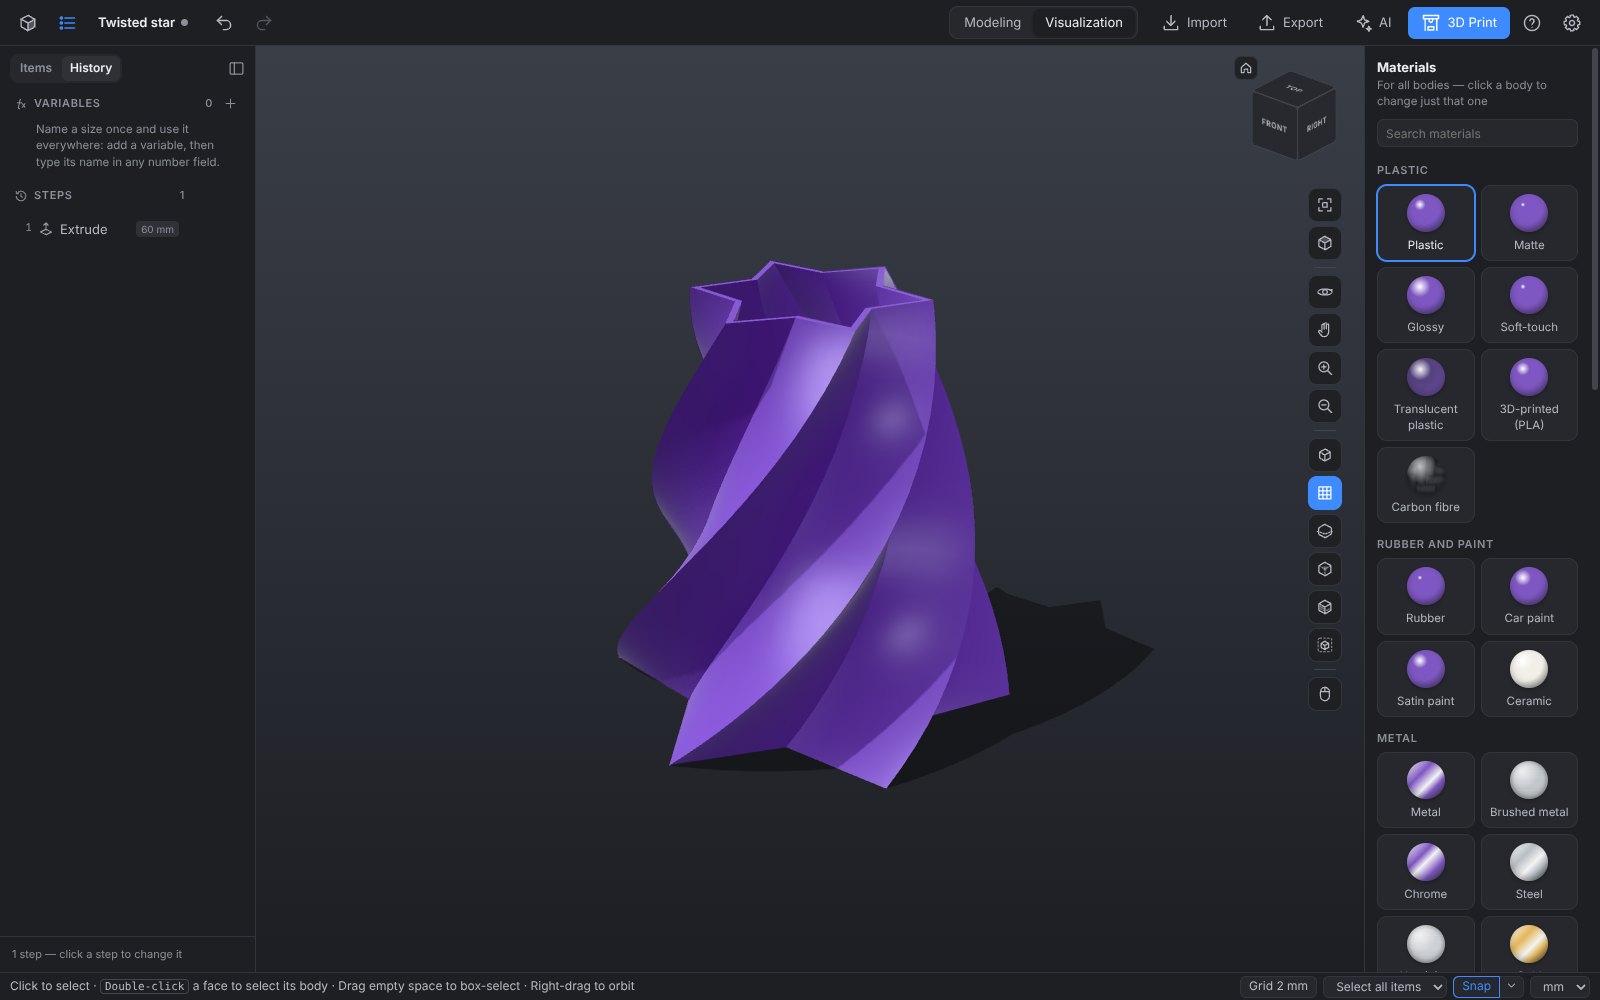 Twisted star
Modeling
Visualization
Import
Export
AI
3D Print
Items
History
VARIABLES
0
Name a size once and use it
everywhere: add a variable, then
type its name in any number field.
STEPS
1
1
Extrude
60 mm
1 step — click a step to change it
TOP
FRONT
RIGHT
Materials
For all bodies — click a body to
change just that one
Search materials
PLASTIC
Plastic
Matte
Glossy
Soft-touch
Translucent
plastic
3D-printed
(PLA)
Carbon fibre
RUBBER AND PAINT
Rubber
Car paint
Satin paint
Ceramic
METAL
Metal
Brushed metal
Chrome
Steel
Click to select · Double-click a face to select its body · Drag empty space to box-select · Right-drag to orbit
Grid 2 mm
Select all items
Snap
mm